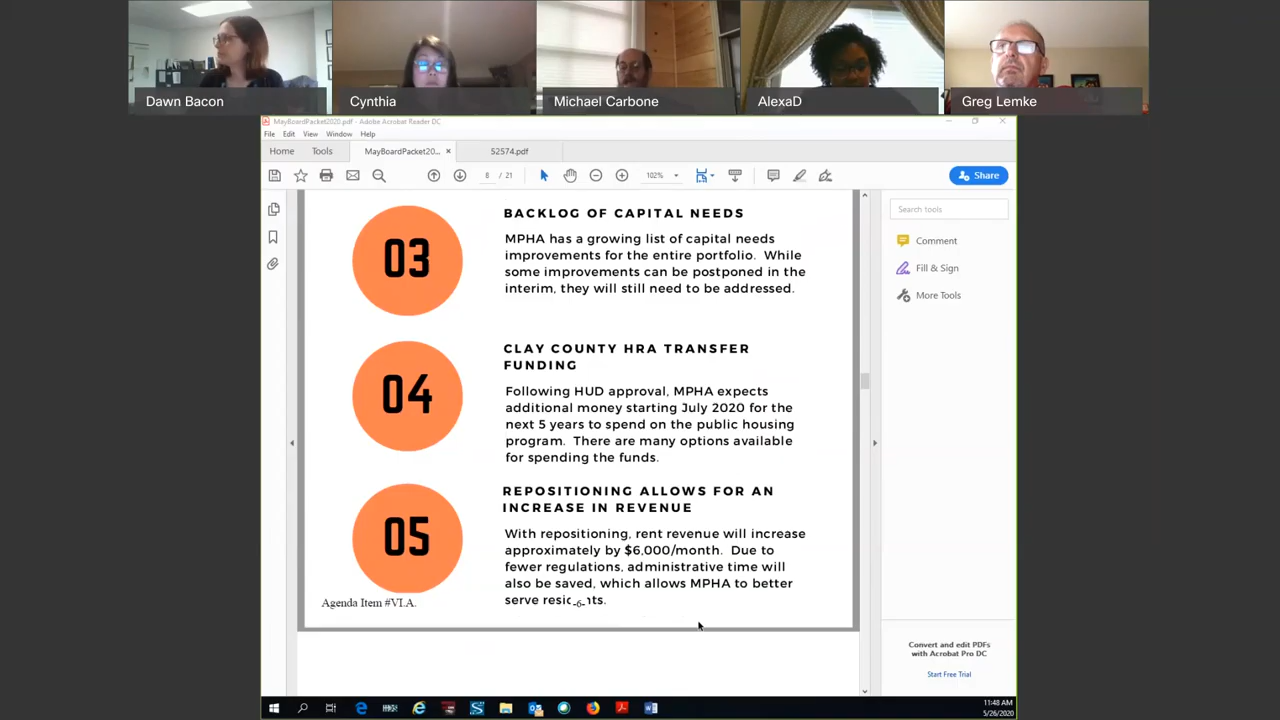 Dawn Bacon
Cynthia
Michael Carbone
AlexaD
Greg Lemke
MayBoardPacket2020.pdf - Adobe Acrobat Reader DC
File Edit View Window Help
Home Tools MayBoardPacket20... × 52574.pdf
8 / 21 102% Share
Search tools
Comment
Fill & Sign
More Tools
03
BACKLOG OF CAPITAL NEEDS
MPHA has a growing list of capital needs
improvements for the entire portfolio. While
some improvements can be postponed in the
interim, they will still need to be addressed.
04
CLAY COUNTY HRA TRANSFER
FUNDING
Following HUD approval, MPHA expects
additional money starting July 2020 for the
next 5 years to spend on the public housing
program. There are many options available
for spending the funds.
05
REPOSITIONING ALLOWS FOR AN
INCREASE IN REVENUE
With repositioning, rent revenue will increase
approximately by $6,000/month. Due to
fewer regulations, administrative time will
also be saved, which allows MPHA to better
serve residents.
Agenda Item #VI.A.
-6-
Convert and edit PDFs
with Acrobat Pro DC
Start Free Trial
11:48 AM
5/26/2020